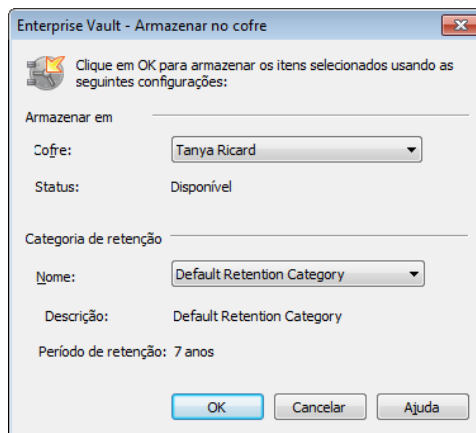 Enterprise Vault - Armazenar no cofre
Clique em OK para armazenar os itens selecionados usando as
seguintes configurações:
Armazenar em
Cofre: Tanya Ricard
Status: Disponível
Categoria de retenção
Nome: Default Retention Category
Descrição: Default Retention Category
Período de retenção: 7 anos
OK Cancelar Ajuda